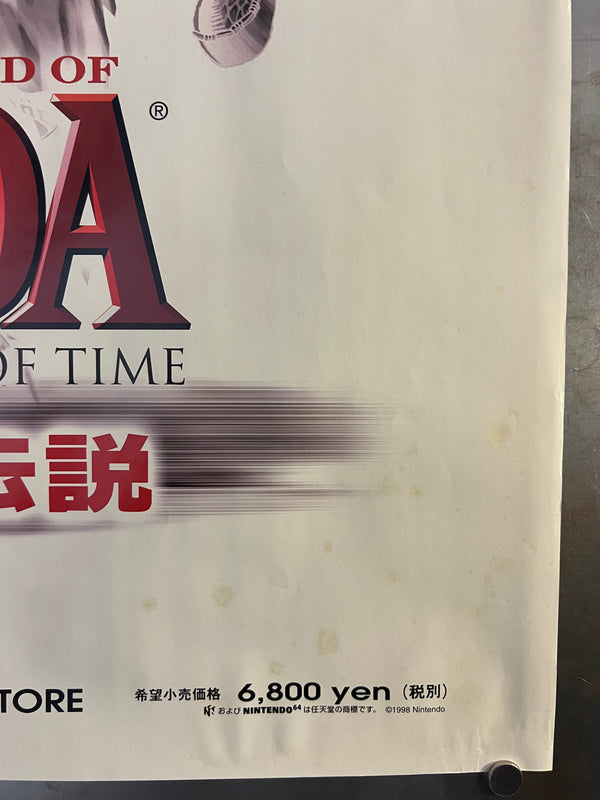 D OF
DA®
OF TIME
伝説
TORE
希望小売価格 6,800 yen (税別)
および NINTENDO64 は任天堂の商標です。 ©1998 Nintendo